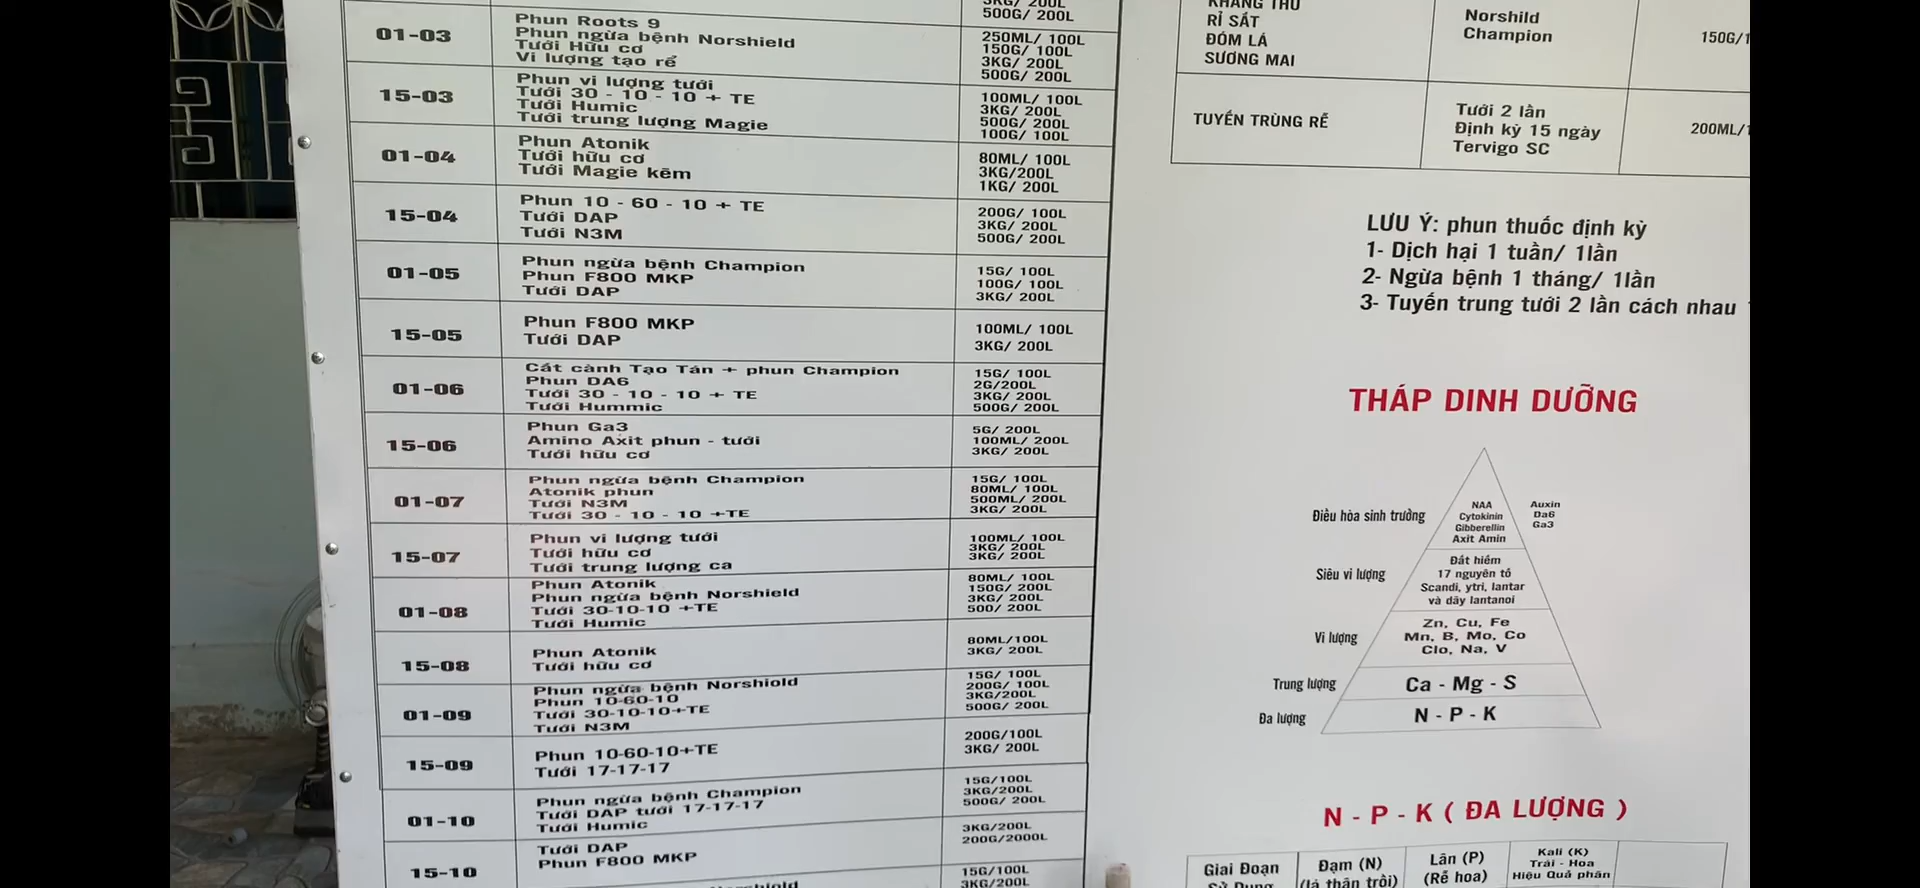 3KG/ 200L
500G/ 200L
01-03
Phun Roots 9
Phun ngừa bệnh Norshield
Tưới Hữu cơ
Vi lượng tạo rể
250ML/ 100L
150G/ 100L
3KG/ 200L
500G/ 200L
15-03
Phun vi lượng tưới
Tưới 30 - 10 - 10 + TE
Tưới Humic
Tưới trung lượng Magie
100ML/ 100L
3KG/ 200L
500G/ 200L
100G/ 100L
01-04
Phun Atonik
Tưới hữu cơ
Tưới Magie kẽm
80ML/ 100L
3KG/200L
1KG/ 200L
15-04
Phun 10 - 60 - 10 + TE
Tưới DAP
Tưới N3M
200G/ 100L
3KG/ 200L
500G/ 200L
01-05
Phun ngừa bệnh Champion
Phun F800 MKP
Tưới DAP
15G/ 100L
100G/ 100L
3KG/ 200L
15-05
Phun F800 MKP
Tưới DAP
100ML/ 100L
3KG/ 200L
01-06
Cắt cành Tạo Tán + phun Champion
Phun DA6
Tưới 30 - 10 - 10 + TE
Tưới Hummic
15G/ 100L
2G/200L
3KG/ 200L
500G/ 200L
15-06
Phun Ga3
Amino Axit phun - tưới
Tưới hữu cơ
5G/ 200L
100ML/ 200L
3KG/ 200L
01-07
Phun ngừa bệnh Champion
Atonik phun
Tưới N3M
Tưới 30 - 10 - 10 +TE
15G/ 100L
80ML/ 100L
500ML/ 200L
3KG/ 200L
15-07
Phun vi lượng tưới
Tưới hữu cơ
Tưới trung lượng ca
100ML/ 100L
3KG/ 200L
3KG/ 200L
01-08
Phun Atonik
Phun ngừa bệnh Norshield
Tưới 30-10-10 +TE
Tưới Humic
80ML/ 100L
150G/ 200L
3KG/ 200L
500/ 200L
15-08
Phun Atonik
Tưới hữu cơ
80ML/100L
3KG/ 200L
01-09
Phun ngừa bệnh Norshiold
Phun 10-60-10
Tưới 30-10-10+TE
Tưới N3M
15G/ 100L
200G/ 100L
3KG/200L
500G/ 200L
15-09
Phun 10-60-10+TE
Tưới 17-17-17
200G/100L
3KG/ 200L
01-10
Phun ngừa bệnh Champion
Tưới DAP tưới 17-17-17
Tưới Humic
15G/100L
3KG/200L
500G/ 200L
15-10
Tưới DAP
Phun F800 MKP
3KG/200L
200G/2000L
15G/100L
3KG/200L
KHÁNG THƯ
RỈ SẮT
ĐÓM LÁ
SƯƠNG MAI
Norshild
Champion
150G/1
TUYẾN TRÙNG RỄ
Tưới 2 lần
Định kỳ 15 ngày
Tervigo SC
200ML/1
LƯU Ý: phun thuốc định kỳ
1- Dịch hại 1 tuần/ 1lần
2- Ngừa bệnh 1 tháng/ 1lần
3- Tuyến trung tưới 2 lần cách nhau
THÁP DINH DƯỠNG
Điều hòa sinh trưởng
NAA
Cytokinin
Gibberellin
Axit Amin
Auxin
Da6
Ga3
Siêu vi lượng
Đất hiếm
17 nguyên tố
Scandi, ytri, lantar
và dãy lantanoi
Vi lượng
Zn, Cu, Fe
Mn, B, Mo, Co
Clo, Na, V
Trung lượng
Ca - Mg - S
Đa lượng
N - P - K
N - P - K ( ĐA LƯỢNG )
Giai Đoạn
Sử Dụng
Đạm (N)
(lá thân trồi)
Lân (P)
(Rễ hoa)
Kali (K)
Trái - Hoa
Hiệu Quả phân